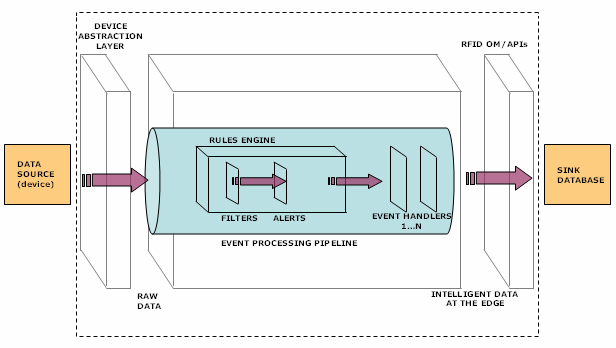 DEVICE
ABSTRACTION
LAYER
RFID OM/APIs
RULES ENGINE
DATA
SOURCE
(device)
SINK
DATABASE
FILTERS
ALERTS
EVENT HANDLERS
1...N
EVENT PROCESSING PIPELINE
RAW
DATA
INTELLIGENT DATA
AT THE EDGE